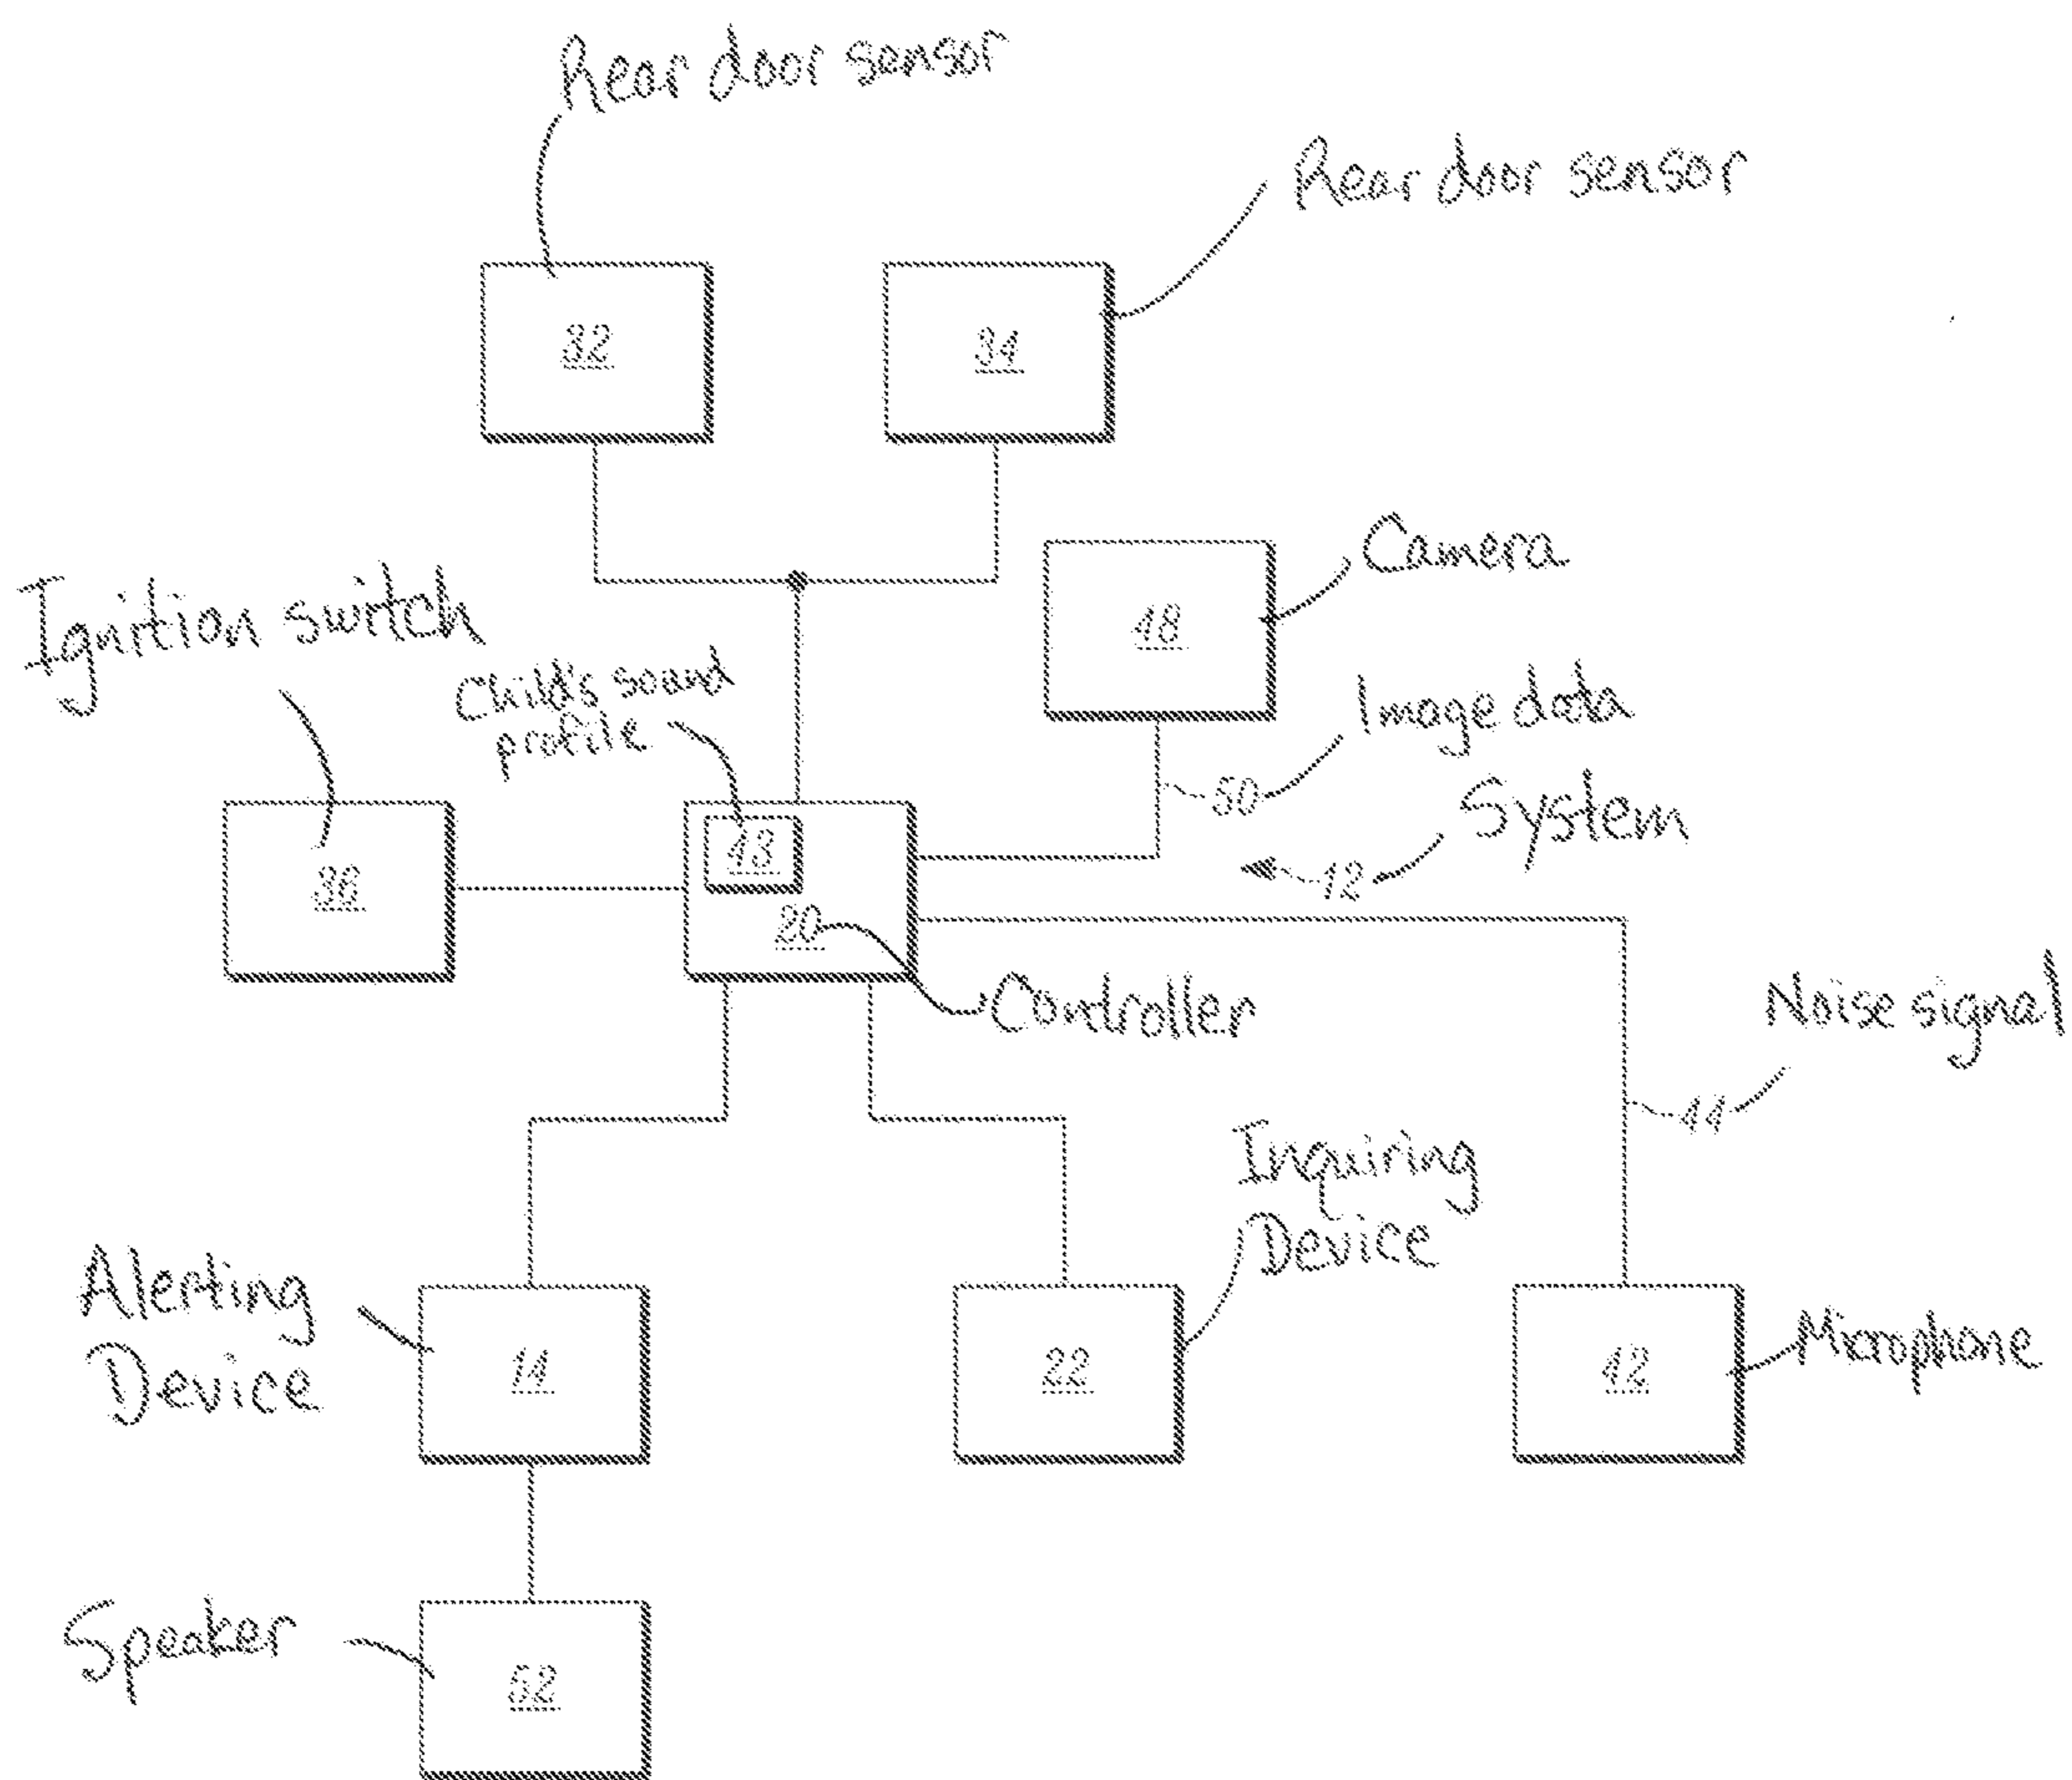 Rear door sensor
Rear door sensor
32
34
Camera
48
Ignition switch
Child's sound
profile
Image data
50
System
43
36
12
20
Controller
Noise signal
44
Inquiring
Device
Alerting
Device
14
22
42
Microphone
Speaker
52